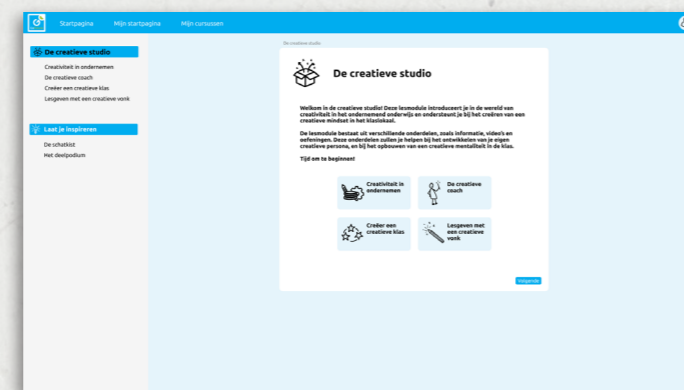 Startpagina Mijn startpagina Mijn cursussen
De creatieve studio
Creativiteit in ondernemen
De creatieve coach
Creëer een creatieve klas
Lesgeven met een creatieve vonk
Laat je inspireren
De schatkist
Het deelpodium
De creatieve studio
De creatieve studio
Welkom in de creatieve studio! Deze lesmodule introduceert je in de wereld van
creativiteit in het ondernemend onderwijs en ondersteunt je bij het creëren van een
creatieve mindset in het klaslokaal.
De lesmodule bestaat uit verschillende onderdelen, zoals informatie, video's en
oefeningen. Deze onderdelen zullen je helpen bij het ontwikkelen van je eigen
creatieve persona, en bij het opbouwen van een creatieve mentaliteit in de klas.
Tijd om te beginnen!
Creativiteit in
ondernemen
De creatieve
coach
Creëer een
creatieve klas
Lesgeven met
een creatieve
vonk
Volgende